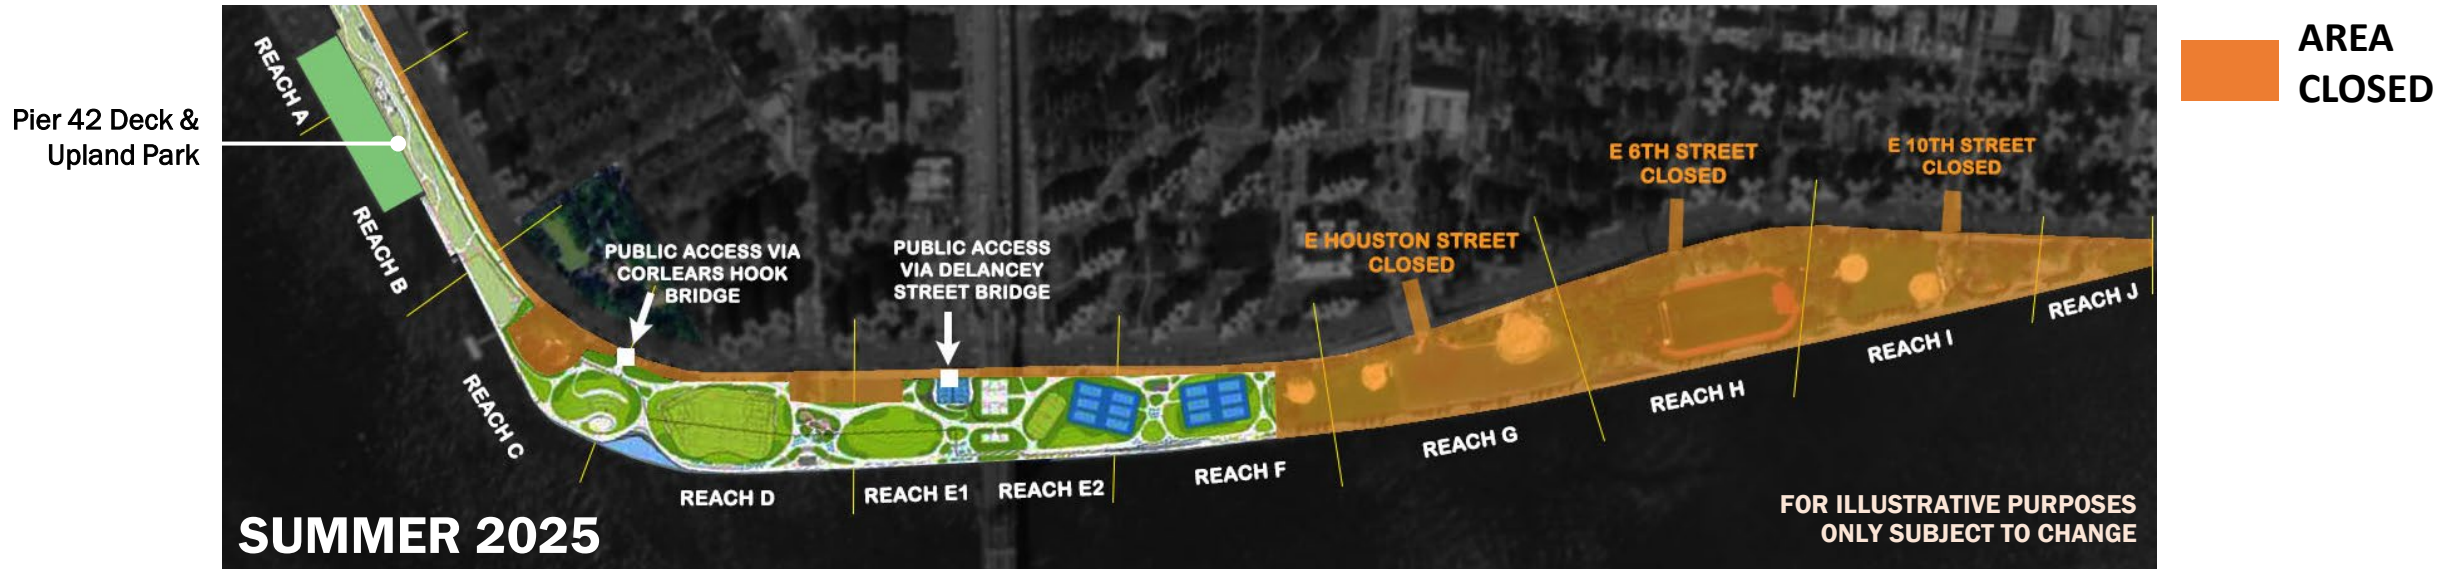 AREA
CLOSED
Pier 42 Deck &
Upland Park
REACH A
REACH B
REACH C
PUBLIC ACCESS VIA
CORLEARS HOOK
BRIDGE
PUBLIC ACCESS
VIA DELANCEY
STREET BRIDGE
E HOUSTON STREET
CLOSED
E 6TH STREET
CLOSED
E 10TH STREET
CLOSED
REACH D
REACH E1
REACH E2
REACH F
REACH G
REACH H
REACH I
REACH J
SUMMER 2025
FOR ILLUSTRATIVE PURPOSES
ONLY SUBJECT TO CHANGE